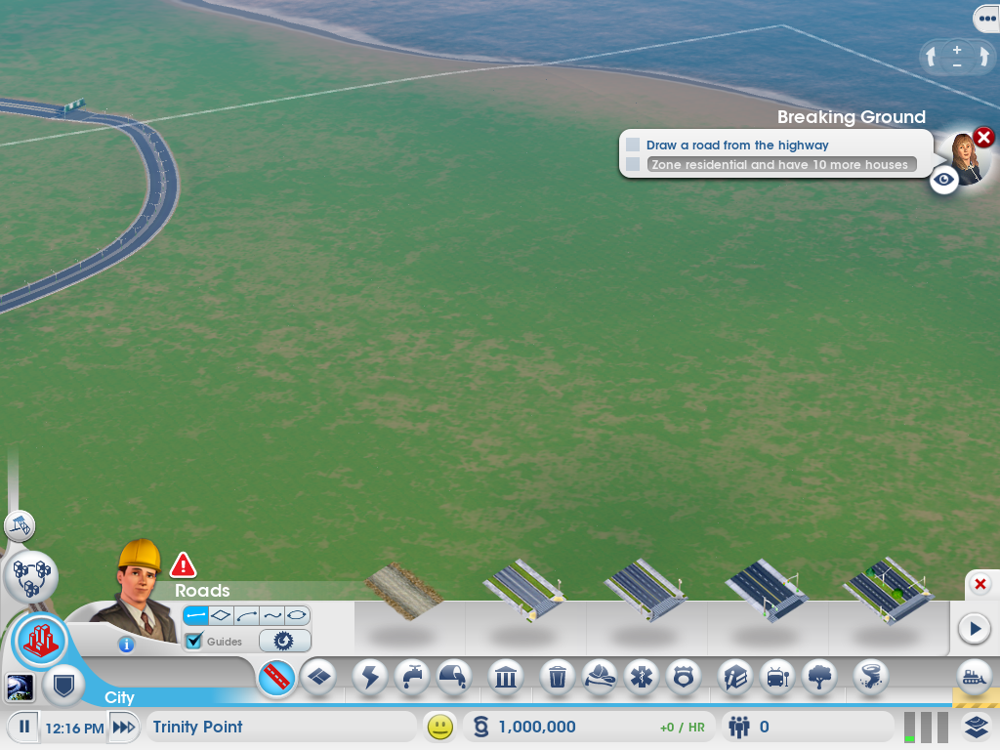 Breaking Ground
Draw a road from the highway
Zone residential and have 10 more houses
Roads
Guides
City
12:16 PM
Trinity Point
1,000,000
+0 / HR
0